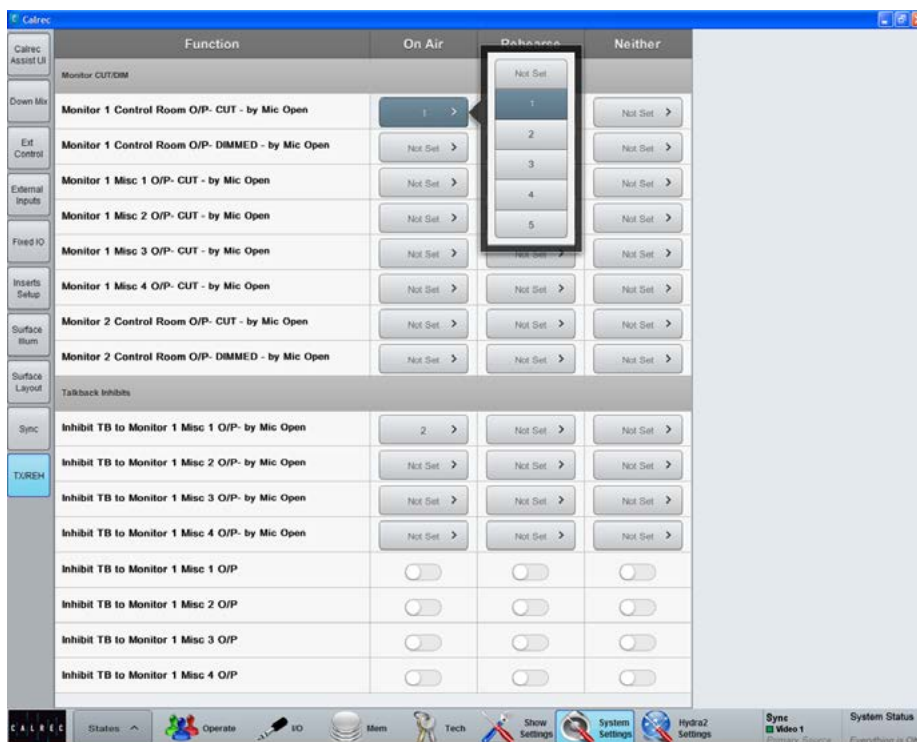 Calrec
Function On Air Rehearse Neither
Calrec Assist UI
Down Mix
Ext Control
External Inputs
Fixed IO
Inserts Setup
Surface Illum
Surface Layout
Sync
TX/REH
Monitor CUT/DIM
Monitor 1 Control Room O/P- CUT - by Mic Open 1 Not Set
Monitor 1 Control Room O/P- DIMMED - by Mic Open Not Set Not Set
Monitor 1 Misc 1 O/P- CUT - by Mic Open Not Set Not Set
Monitor 1 Misc 2 O/P- CUT - by Mic Open Not Set Not Set
Monitor 1 Misc 3 O/P- CUT - by Mic Open Not Set Not Set Not Set
Monitor 1 Misc 4 O/P- CUT - by Mic Open Not Set Not Set Not Set
Monitor 2 Control Room O/P- CUT - by Mic Open Not Set Not Set Not Set
Monitor 2 Control Room O/P- DIMMED - by Mic Open Not Set Not Set Not Set
Not Set
1
2
3
4
5
Talkback Inhibits
Inhibit TB to Monitor 1 Misc 1 O/P- by Mic Open 2 Not Set Not Set
Inhibit TB to Monitor 1 Misc 2 O/P- by Mic Open Not Set Not Set Not Set
Inhibit TB to Monitor 1 Misc 3 O/P- by Mic Open Not Set Not Set Not Set
Inhibit TB to Monitor 1 Misc 4 O/P- by Mic Open Not Set Not Set Not Set
Inhibit TB to Monitor 1 Misc 1 O/P
Inhibit TB to Monitor 1 Misc 2 O/P
Inhibit TB to Monitor 1 Misc 3 O/P
Inhibit TB to Monitor 1 Misc 4 O/P
CALREC States Operate I/O Mem Tech Show Settings System Settings Hydra2 Settings
Sync
Video 1
Primary Source
System Status
Everything is